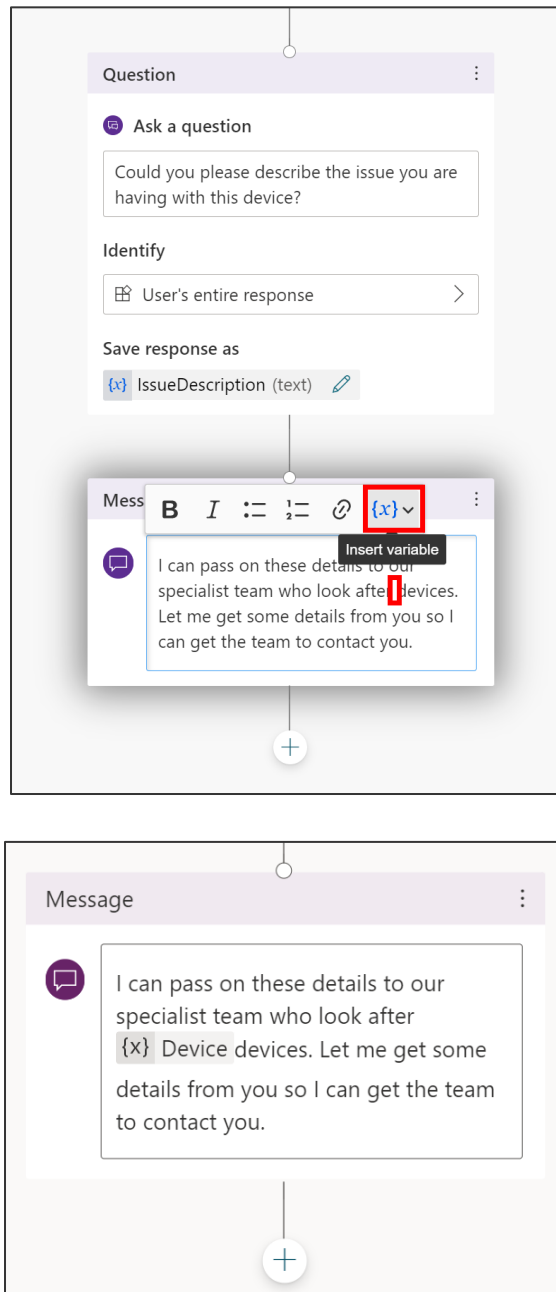 Question
Ask a question
Could you please describe the issue you are
having with this device?
Identify
User's entire response
Save response as
{x} IssueDescription (text)
Mess
B I {x}
Insert variable
I can pass on these details to our
specialist team who look after devices.
Let me get some details from you so I
can get the team to contact you.
Message
I can pass on these details to our
specialist team who look after
{x} Device devices. Let me get some
details from you so I can get the team
to contact you.